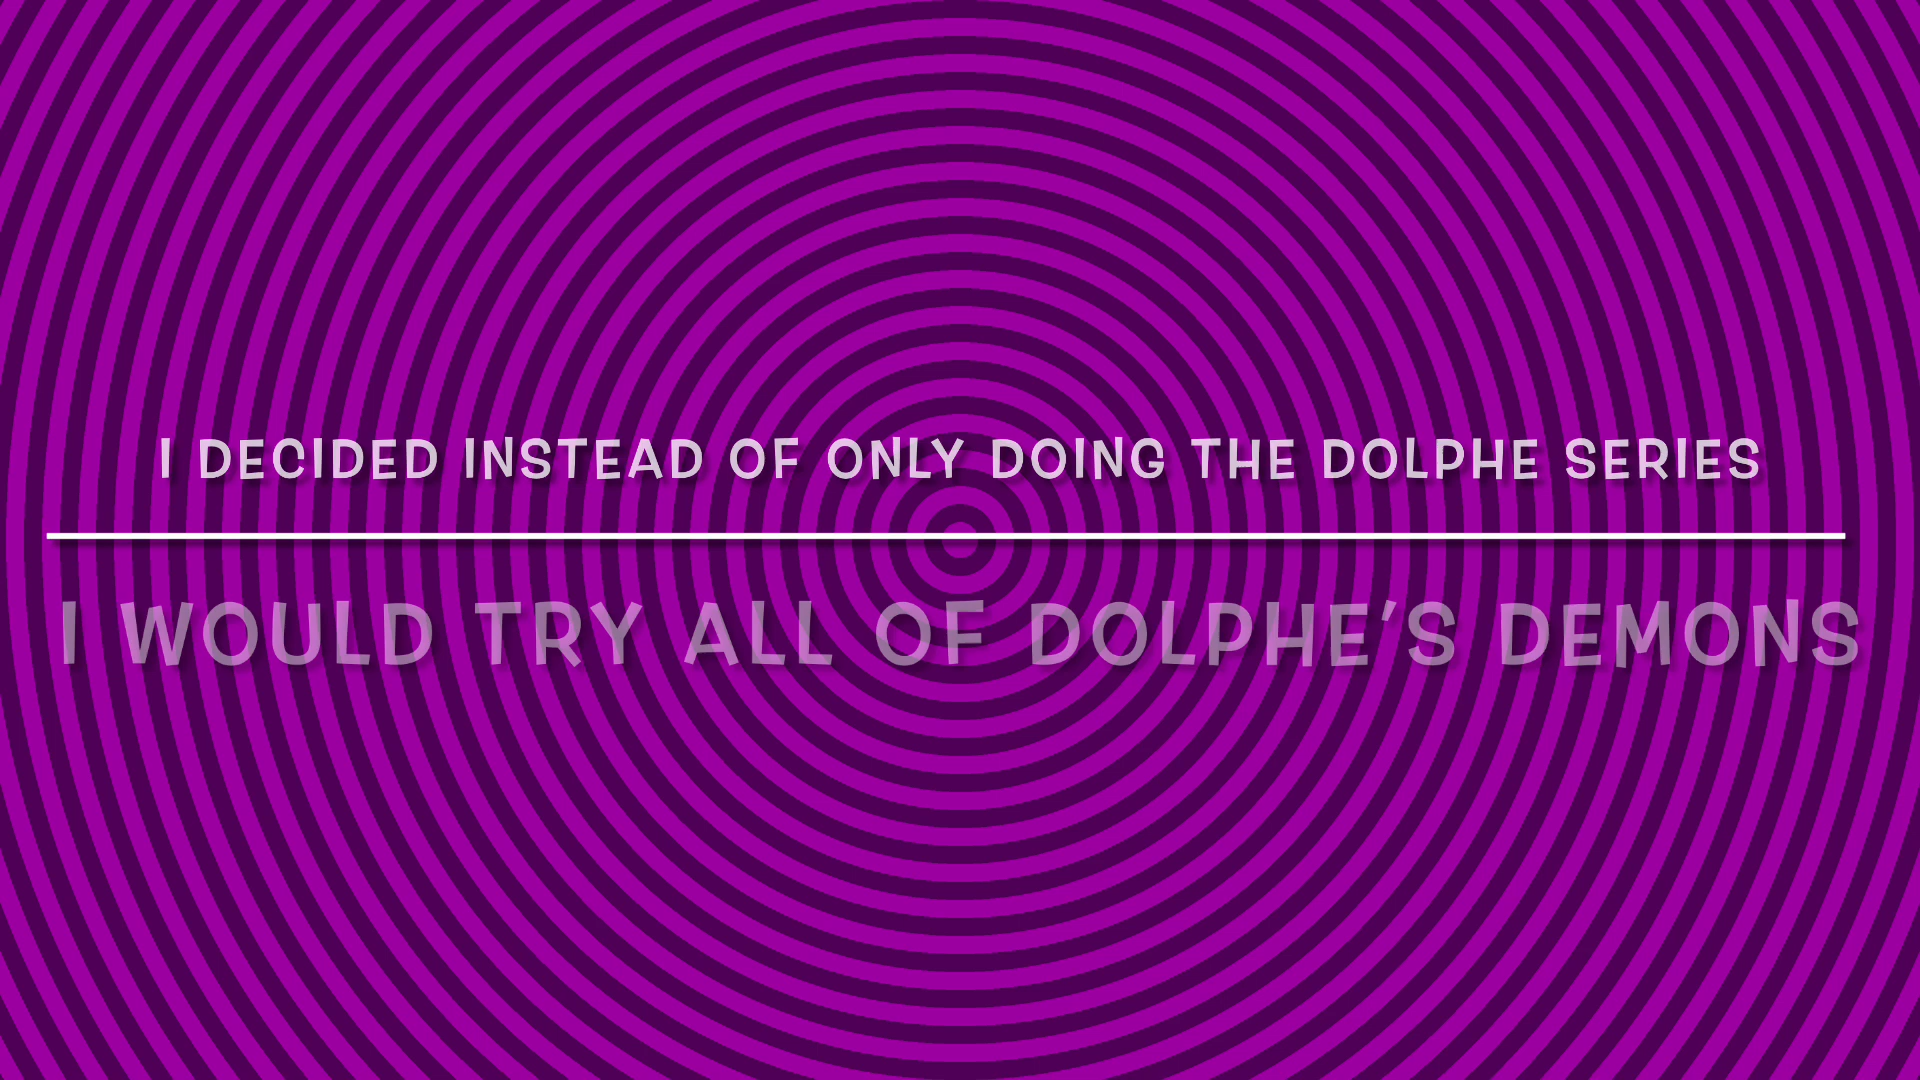 I DECIDED INSTEAD OF ONLY DOING THE DOLPHE SERIES
I WOULD TRY ALL OF DOLPHE'S DEMONS